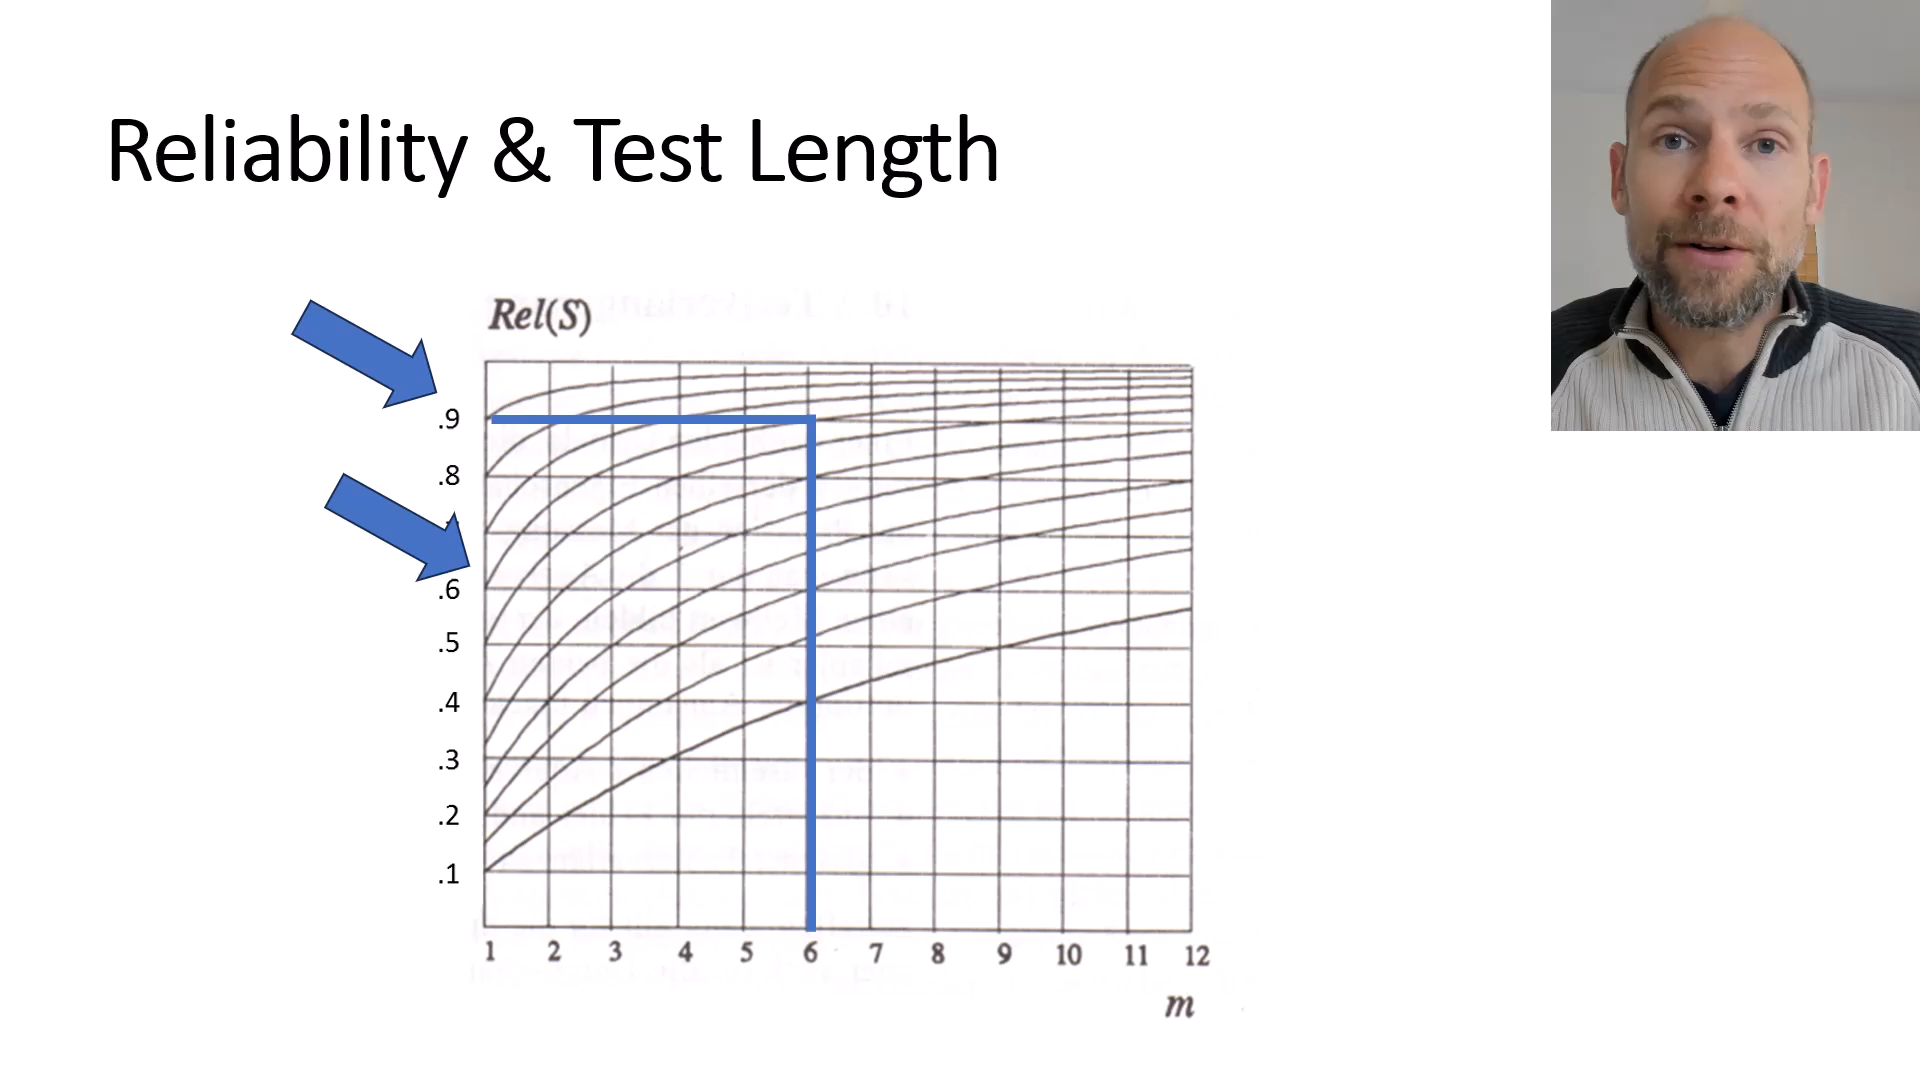 Reliability & Test Length
Rel(S)
.9
.8
.6
.5
.4
.3
.2
.1
1 2 3 4 5 6 7 8 9 10 11 12
m